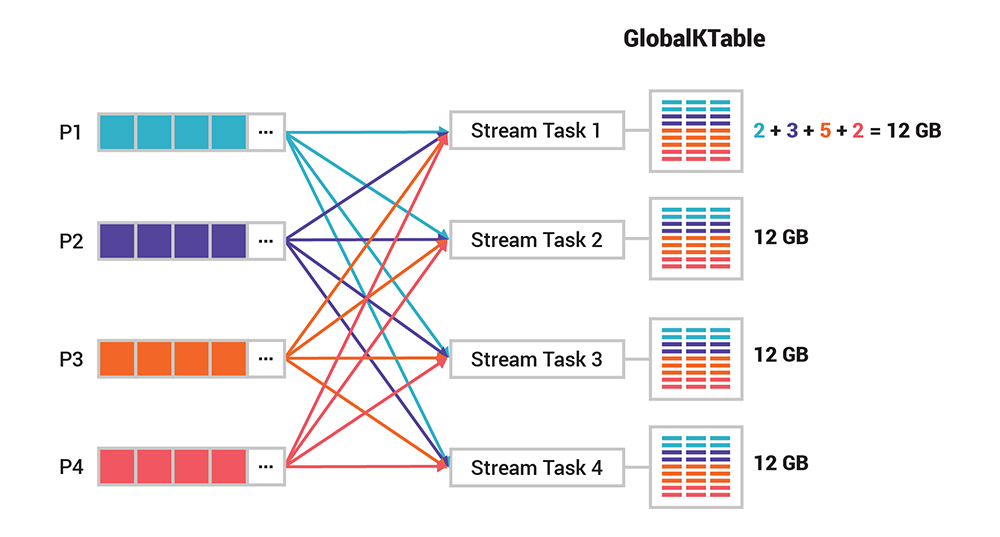 GlobalKTable
P1 ... Stream Task 1 2 + 3 + 5 + 2 = 12 GB
P2 ... Stream Task 2 12 GB
P3 ... Stream Task 3 12 GB
P4 ... Stream Task 4 12 GB